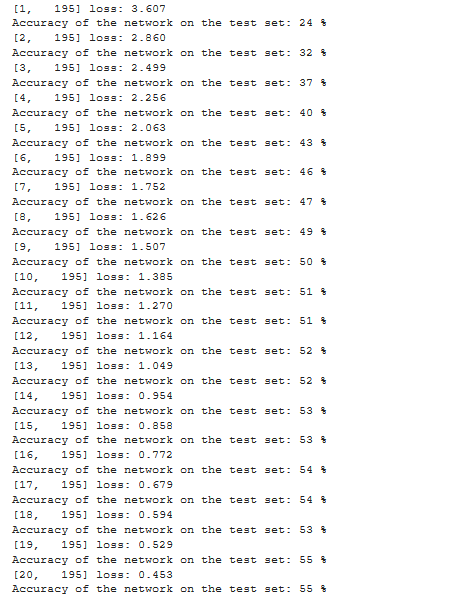 [1,   195] loss: 3.607
Accuracy of the network on the test set: 24 %
[2,   195] loss: 2.860
Accuracy of the network on the test set: 32 %
[3,   195] loss: 2.499
Accuracy of the network on the test set: 37 %
[4,   195] loss: 2.256
Accuracy of the network on the test set: 40 %
[5,   195] loss: 2.063
Accuracy of the network on the test set: 43 %
[6,   195] loss: 1.899
Accuracy of the network on the test set: 46 %
[7,   195] loss: 1.752
Accuracy of the network on the test set: 47 %
[8,   195] loss: 1.626
Accuracy of the network on the test set: 49 %
[9,   195] loss: 1.507
Accuracy of the network on the test set: 50 %
[10,   195] loss: 1.385
Accuracy of the network on the test set: 51 %
[11,   195] loss: 1.270
Accuracy of the network on the test set: 51 %
[12,   195] loss: 1.164
Accuracy of the network on the test set: 52 %
[13,   195] loss: 1.049
Accuracy of the network on the test set: 52 %
[14,   195] loss: 0.954
Accuracy of the network on the test set: 53 %
[15,   195] loss: 0.858
Accuracy of the network on the test set: 53 %
[16,   195] loss: 0.772
Accuracy of the network on the test set: 54 %
[17,   195] loss: 0.679
Accuracy of the network on the test set: 54 %
[18,   195] loss: 0.594
Accuracy of the network on the test set: 53 %
[19,   195] loss: 0.529
Accuracy of the network on the test set: 55 %
[20,   195] loss: 0.453
Accuracy of the network on the test set: 55 %